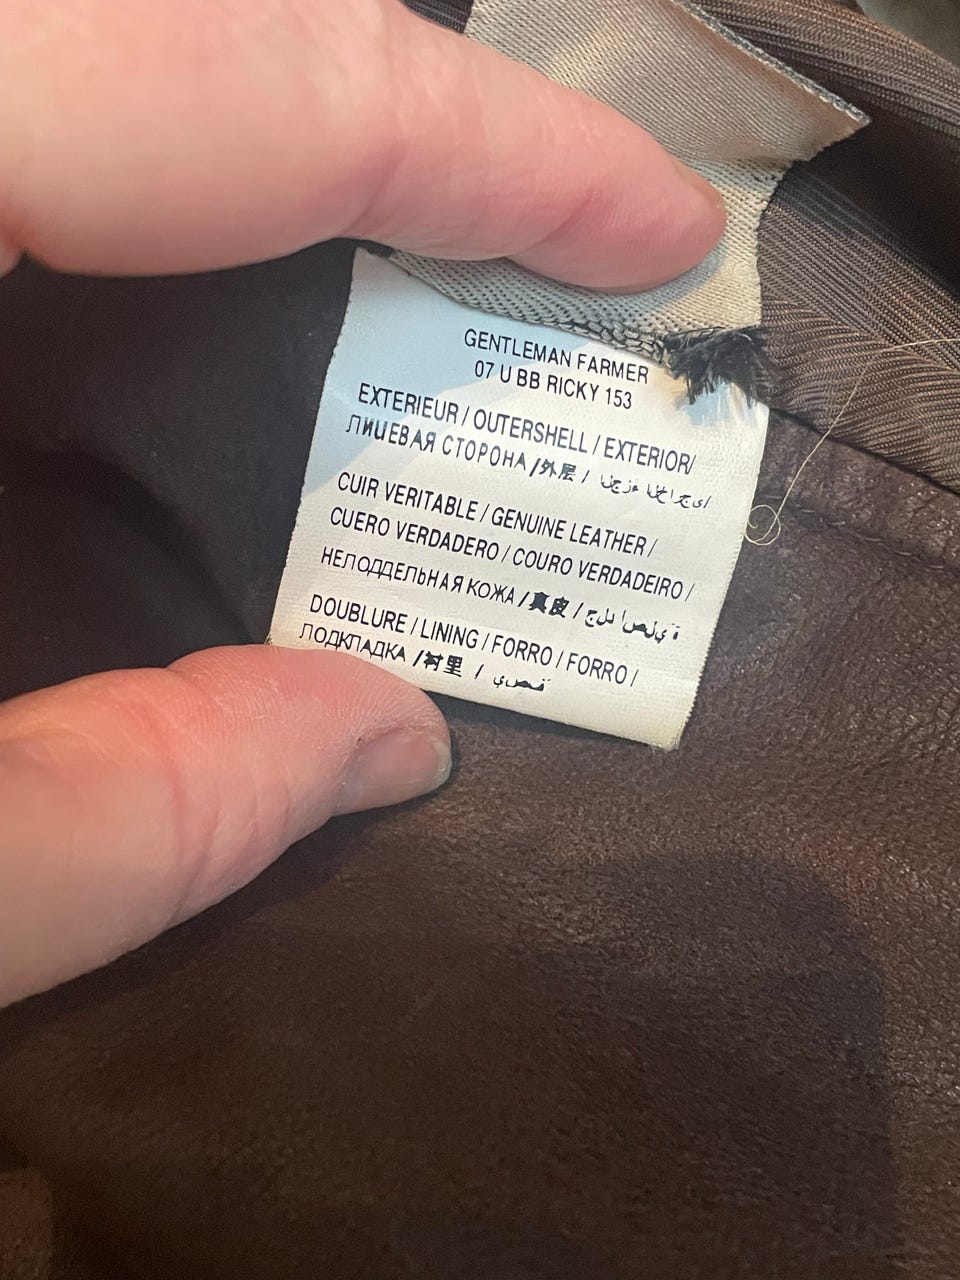 GENTLEMAN FARMER
07 U BB RICKY 153
EXTERIEUR / OUTERSHELL / EXTERIOR/
ЛИЦЕВАЯ СТОРОНА /外层 /
CUIR VERITABLE / GENUINE LEATHER /
CUERO VERDADERO / COURO VERDADEIRO /
НЕПОДДЕЛЬНАЯ КОЖА /真皮 /
DOUBLURE / LINING / FORRO / FORRO /
ПОДКЛАДКА /衬里 /